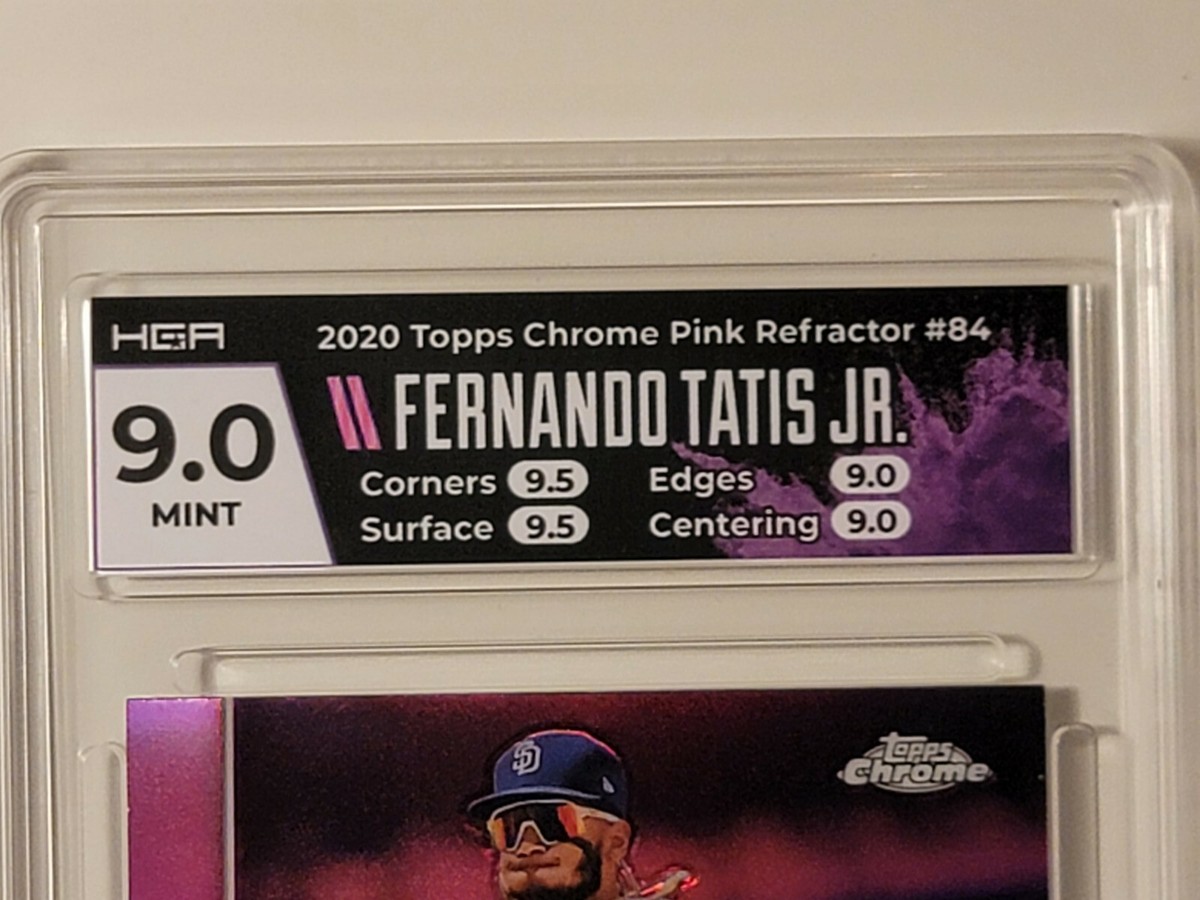 HGA
2020 Topps Chrome Pink Refractor #84
9.0
MINT
FERNANDO TATIS JR.
Corners 9.5 Edges 9.0
Surface 9.5 Centering 9.0
SD
topps
Chrome